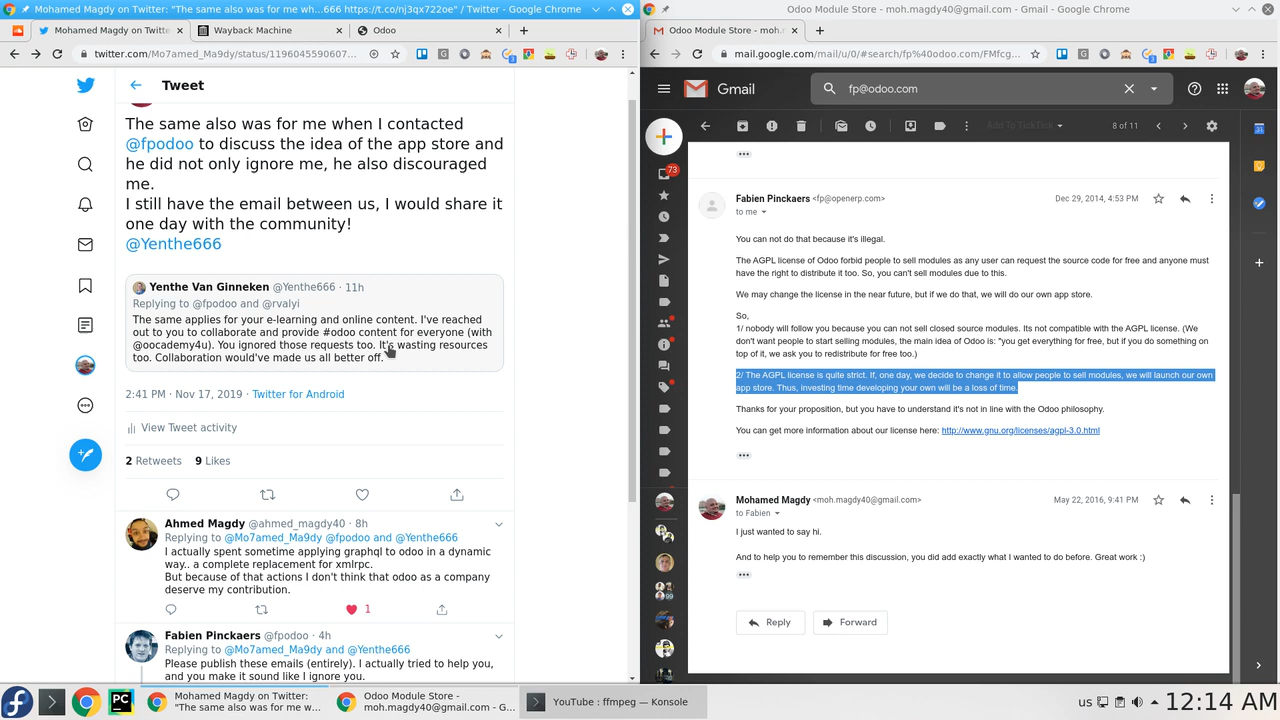 Mohamed Magdy on Twitter: "The same also was for me wh...666 https://t.co/nj3qx722oe" / Twitter - Google Chrome
Mohamed Magdy on Twitte
Wayback Machine
Odoo
twitter.com/Mo7amed_Ma9dy/status/1196045590607...
Tweet
The same also was for me when I contacted
@fpodoo to discuss the idea of the app store and
he did not only ignore me, he also discouraged
me.
I still have the email between us, I would share it
one day with the community!
@Yenthe666
Yenthe Van Ginneken @Yenthe666 · 11h
Replying to @fpodoo and @rvalyi
The same applies for your e-learning and online content. I've reached
out to you to collaborate and provide #odoo content for everyone (with
@oocademy4u). You ignored those requests too. It's wasting resources
too. Collaboration would've made us all better off.
2:41 PM · Nov 17, 2019 · Twitter for Android
View Tweet activity
2 Retweets 9 Likes
Ahmed Magdy @ahmed_magdy40 · 8h
Replying to @Mo7amed_Ma9dy @fpodoo and @Yenthe666
I actually spent sometime applying graphql to odoo in a dynamic
way.. a complete replacement for xmlrpc.
But because of that actions I don't think that odoo as a company
deserve my contribution.
1
Fabien Pinckaers @fpodoo · 4h
Replying to @Mo7amed_Ma9dy and @Yenthe666
Please publish these emails (entirely). I actually tried to help you,
and you make it sound like I ignore you.
Odoo Module Store - moh.magdy40@gmail.com - Gmail - Google Chrome
Odoo Module Store - moh.
mail.google.com/mail/u/0/#search/fp%40odoo.com/FMfcg...
Gmail
fp@odoo.com
Add To TickTick
8 of 11
73
Fabien Pinckaers <fp@openerp.com>
Dec 29, 2014, 4:53 PM
to me
You can not do that because it's illegal.
The AGPL license of Odoo forbid people to sell modules as any user can request the source code for free and anyone must
have the right to distribute it too. So, you can't sell modules due to this.
We may change the license in the near future, but if we do that, we will do our own app store.
So,
1/ nobody will follow you because you can not sell closed source modules. Its not compatible with the AGPL license. (We
don't want people to start selling modules, the main idea of Odoo is: "you get everything for free, but if you do something on
top of it, we ask you to redistribute for free too.)
2/ The AGPL license is quite strict. If, one day, we decide to change it to allow people to sell modules, we will launch our own
app store. Thus, investing time developing your own will be a loss of time.
Thanks for your proposition, but you have to understand it's not in line with the Odoo philosophy.
You can get more information about our license here: http://www.gnu.org/licenses/agpl-3.0.html
Mohamed Magdy <moh.magdy40@gmail.com>
May 22, 2016, 9:41 PM
to Fabien
I just wanted to say hi.
And to help you to remember this discussion, you did add exactly what I wanted to do before. Great work :)
Reply
Forward
99
PC
Mohamed Magdy on Twitter:
"The same also was for me w...
Odoo Module Store -
moh.magdy40@gmail.com - G...
YouTube : ffmpeg — Konsole
us
12:14 AM